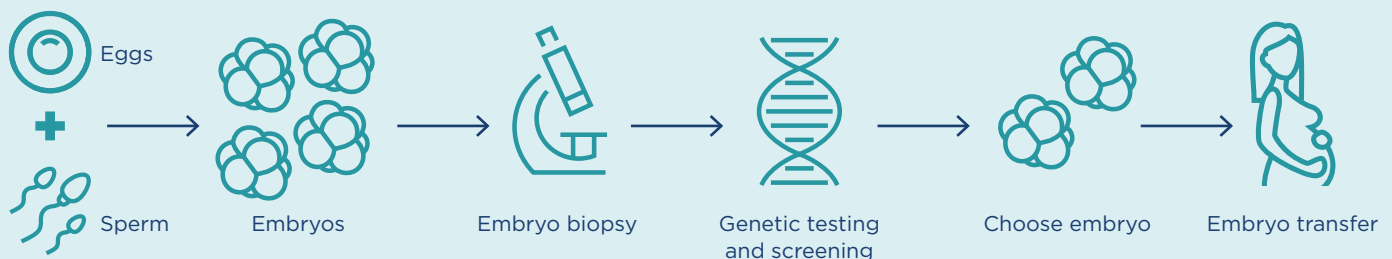 Eggs
Sperm
Embryos
Embryo biopsy
Genetic testing
and screening
Choose embryo
Embryo transfer